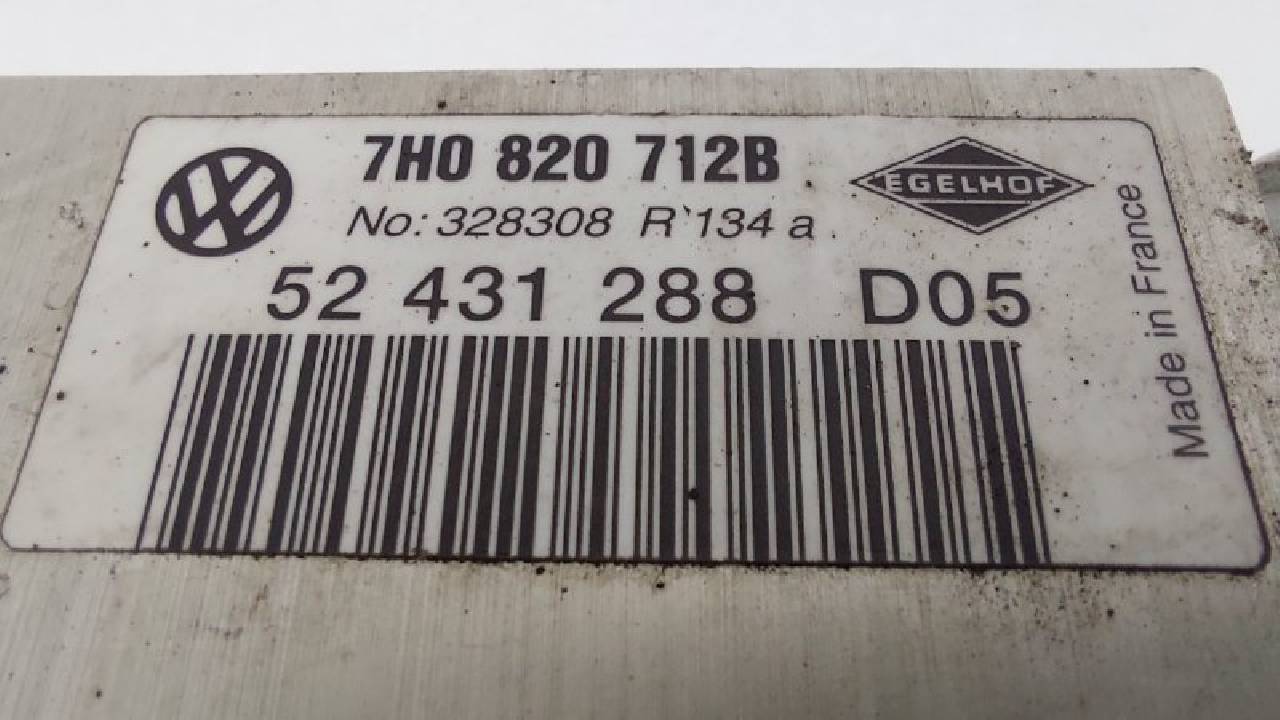 7H0 820 712B
EGELHOF
No: 328308 R 134 a
52 431 288 D05
Made in France